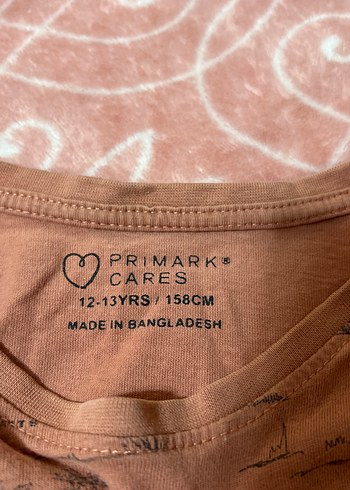 PRIMARK®
CARES
12-13YRS / 158CM
MADE IN BANGLADESH